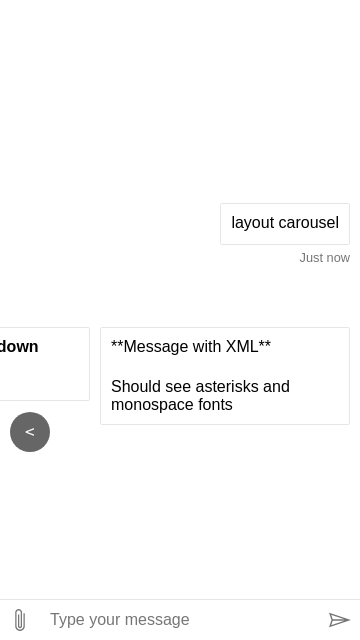 layout carousel
Just now
down
**Message with XML**
Should see asterisks and
monospace fonts
<
Type your message